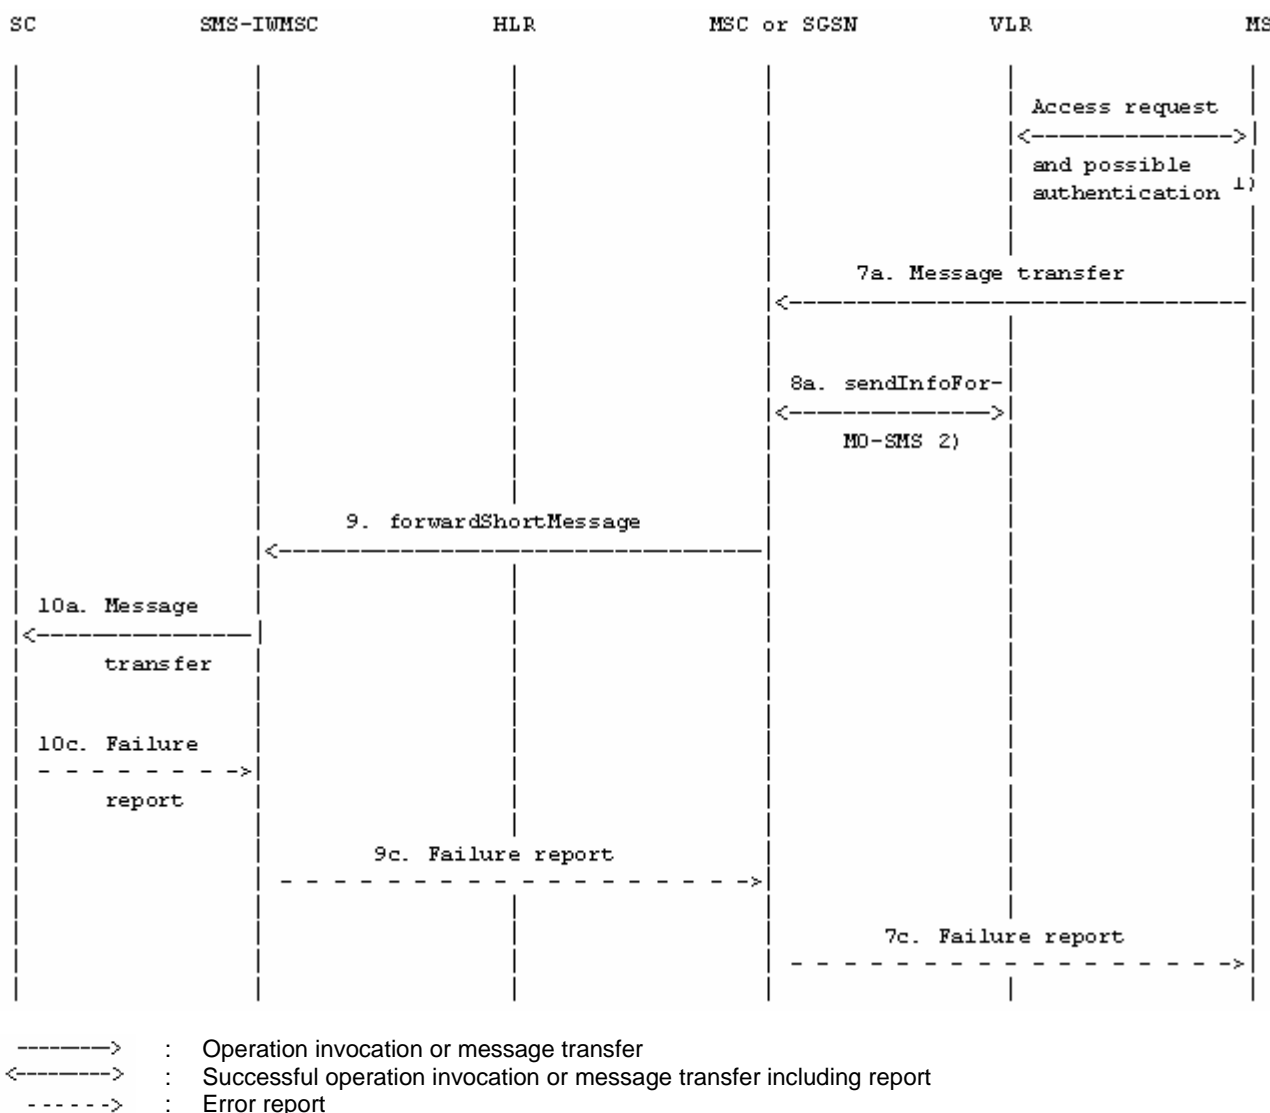 SC SMS-IWMSC HLR MSC or SGSN VLR MS
Access request
and possible
authentication 1)
7a. Message transfer
8a. sendInfoFor-
MO-SMS 2)
9. forwardShortMessage
10a. Message
transfer
10c. Failure
report
9c. Failure report
7c. Failure report
: Operation invocation or message transfer
: Successful operation invocation or message transfer including report
: Error report